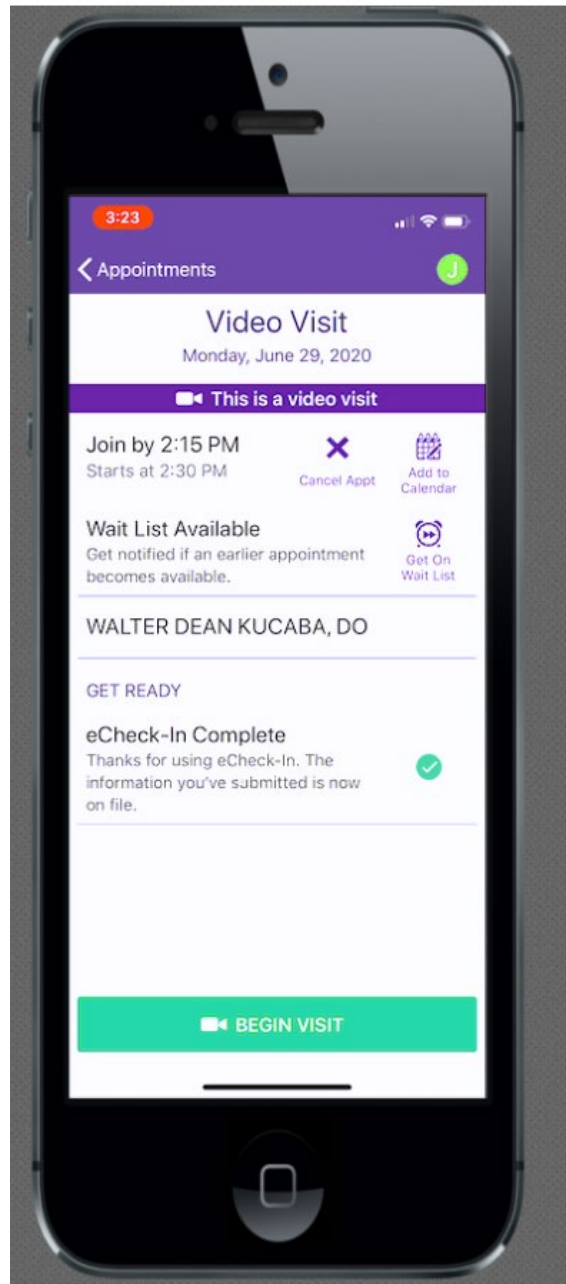 3:23
Appointments
J
Video Visit
Monday, June 29, 2020
This is a video visit
Join by 2:15 PM
Starts at 2:30 PM
Cancel Appt
Add to
Calendar
Wait List Available
Get notified if an earlier appointment
becomes available.
Get On
Wait List
WALTER DEAN KUCABA, DO
GET READY
eCheck-In Complete
Thanks for using eCheck-In. The
information you've submitted is now
on file.
BEGIN VISIT